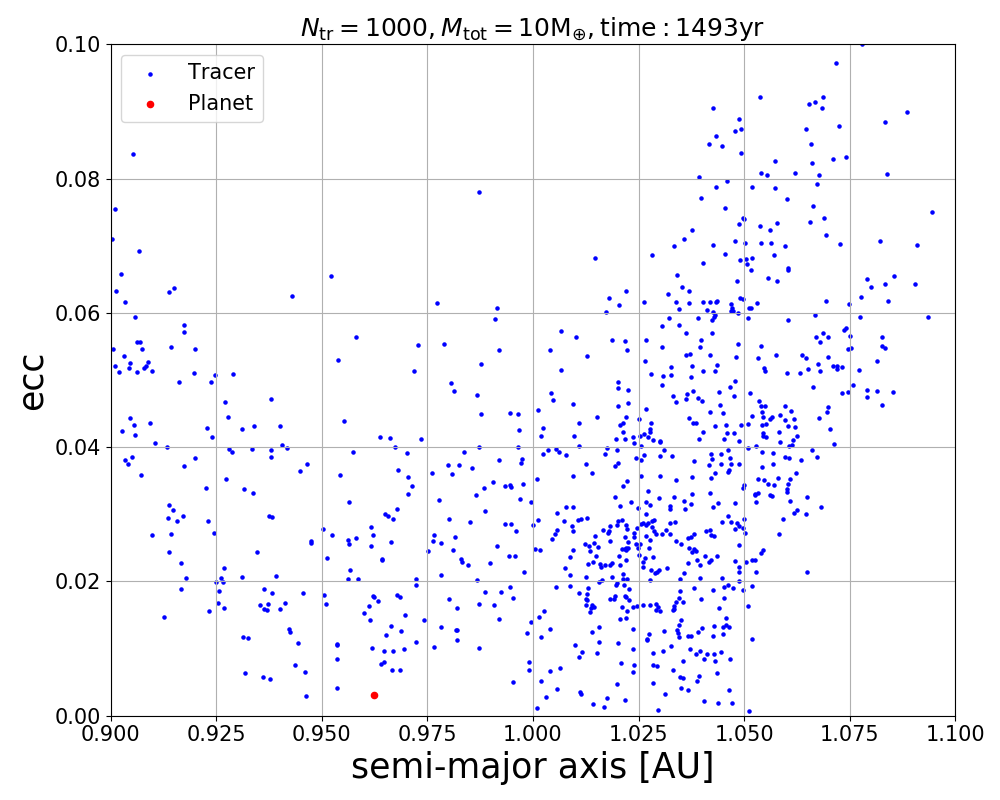 N_tr = 1000, M_tot = 10M_⊕, time : 1493yr
0.10
Tracer
Planet
0.08
0.06
ecc
0.04
0.02
0.00
0.900 0.925 0.950 0.975 1.000 1.025 1.050 1.075 1.100
semi-major axis [AU]